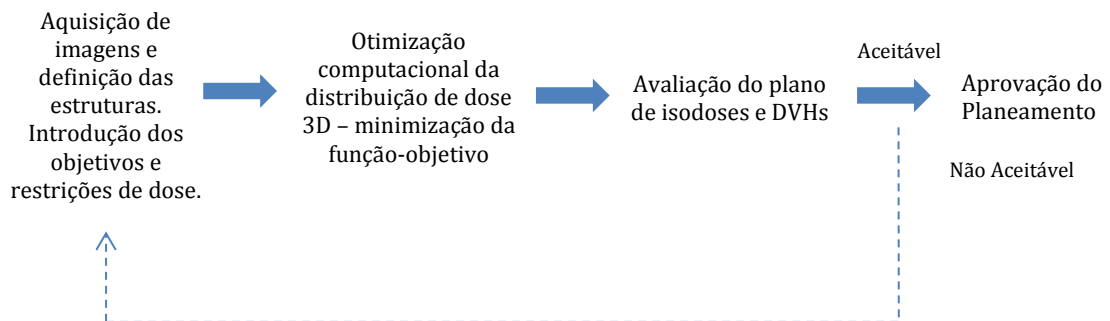 Aquisição de
imagens e
definição das
estruturas.
Introdução dos
objetivos e
restrições de dose.
Otimização
computacional da
distribuição de dose
3D – minimização da
função-objetivo
Avaliação do plano
de isodoses e DVHs
Aceitável
Aprovação do
Planeamento
Não Aceitável